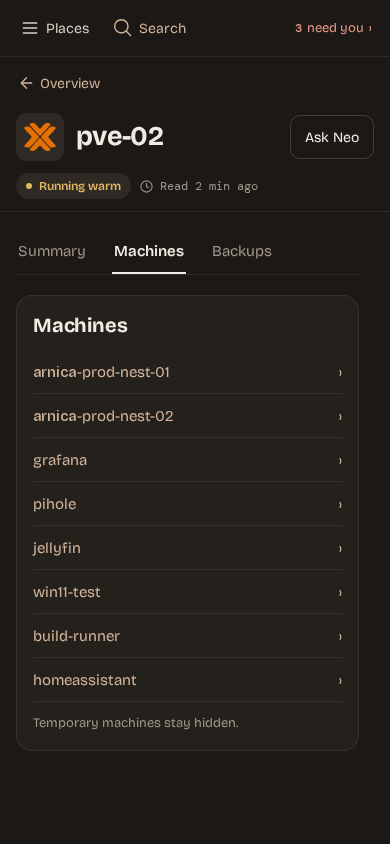 Places
Search
3 need you ›
← Overview
pve-02
Ask Neo
Running warm
Read 2 min ago
Summary
Machines
Backups
Machines
arnica-prod-nest-01 ›
arnica-prod-nest-02 ›
grafana ›
pihole ›
jellyfin ›
win11-test ›
build-runner ›
homeassistant ›
Temporary machines stay hidden.